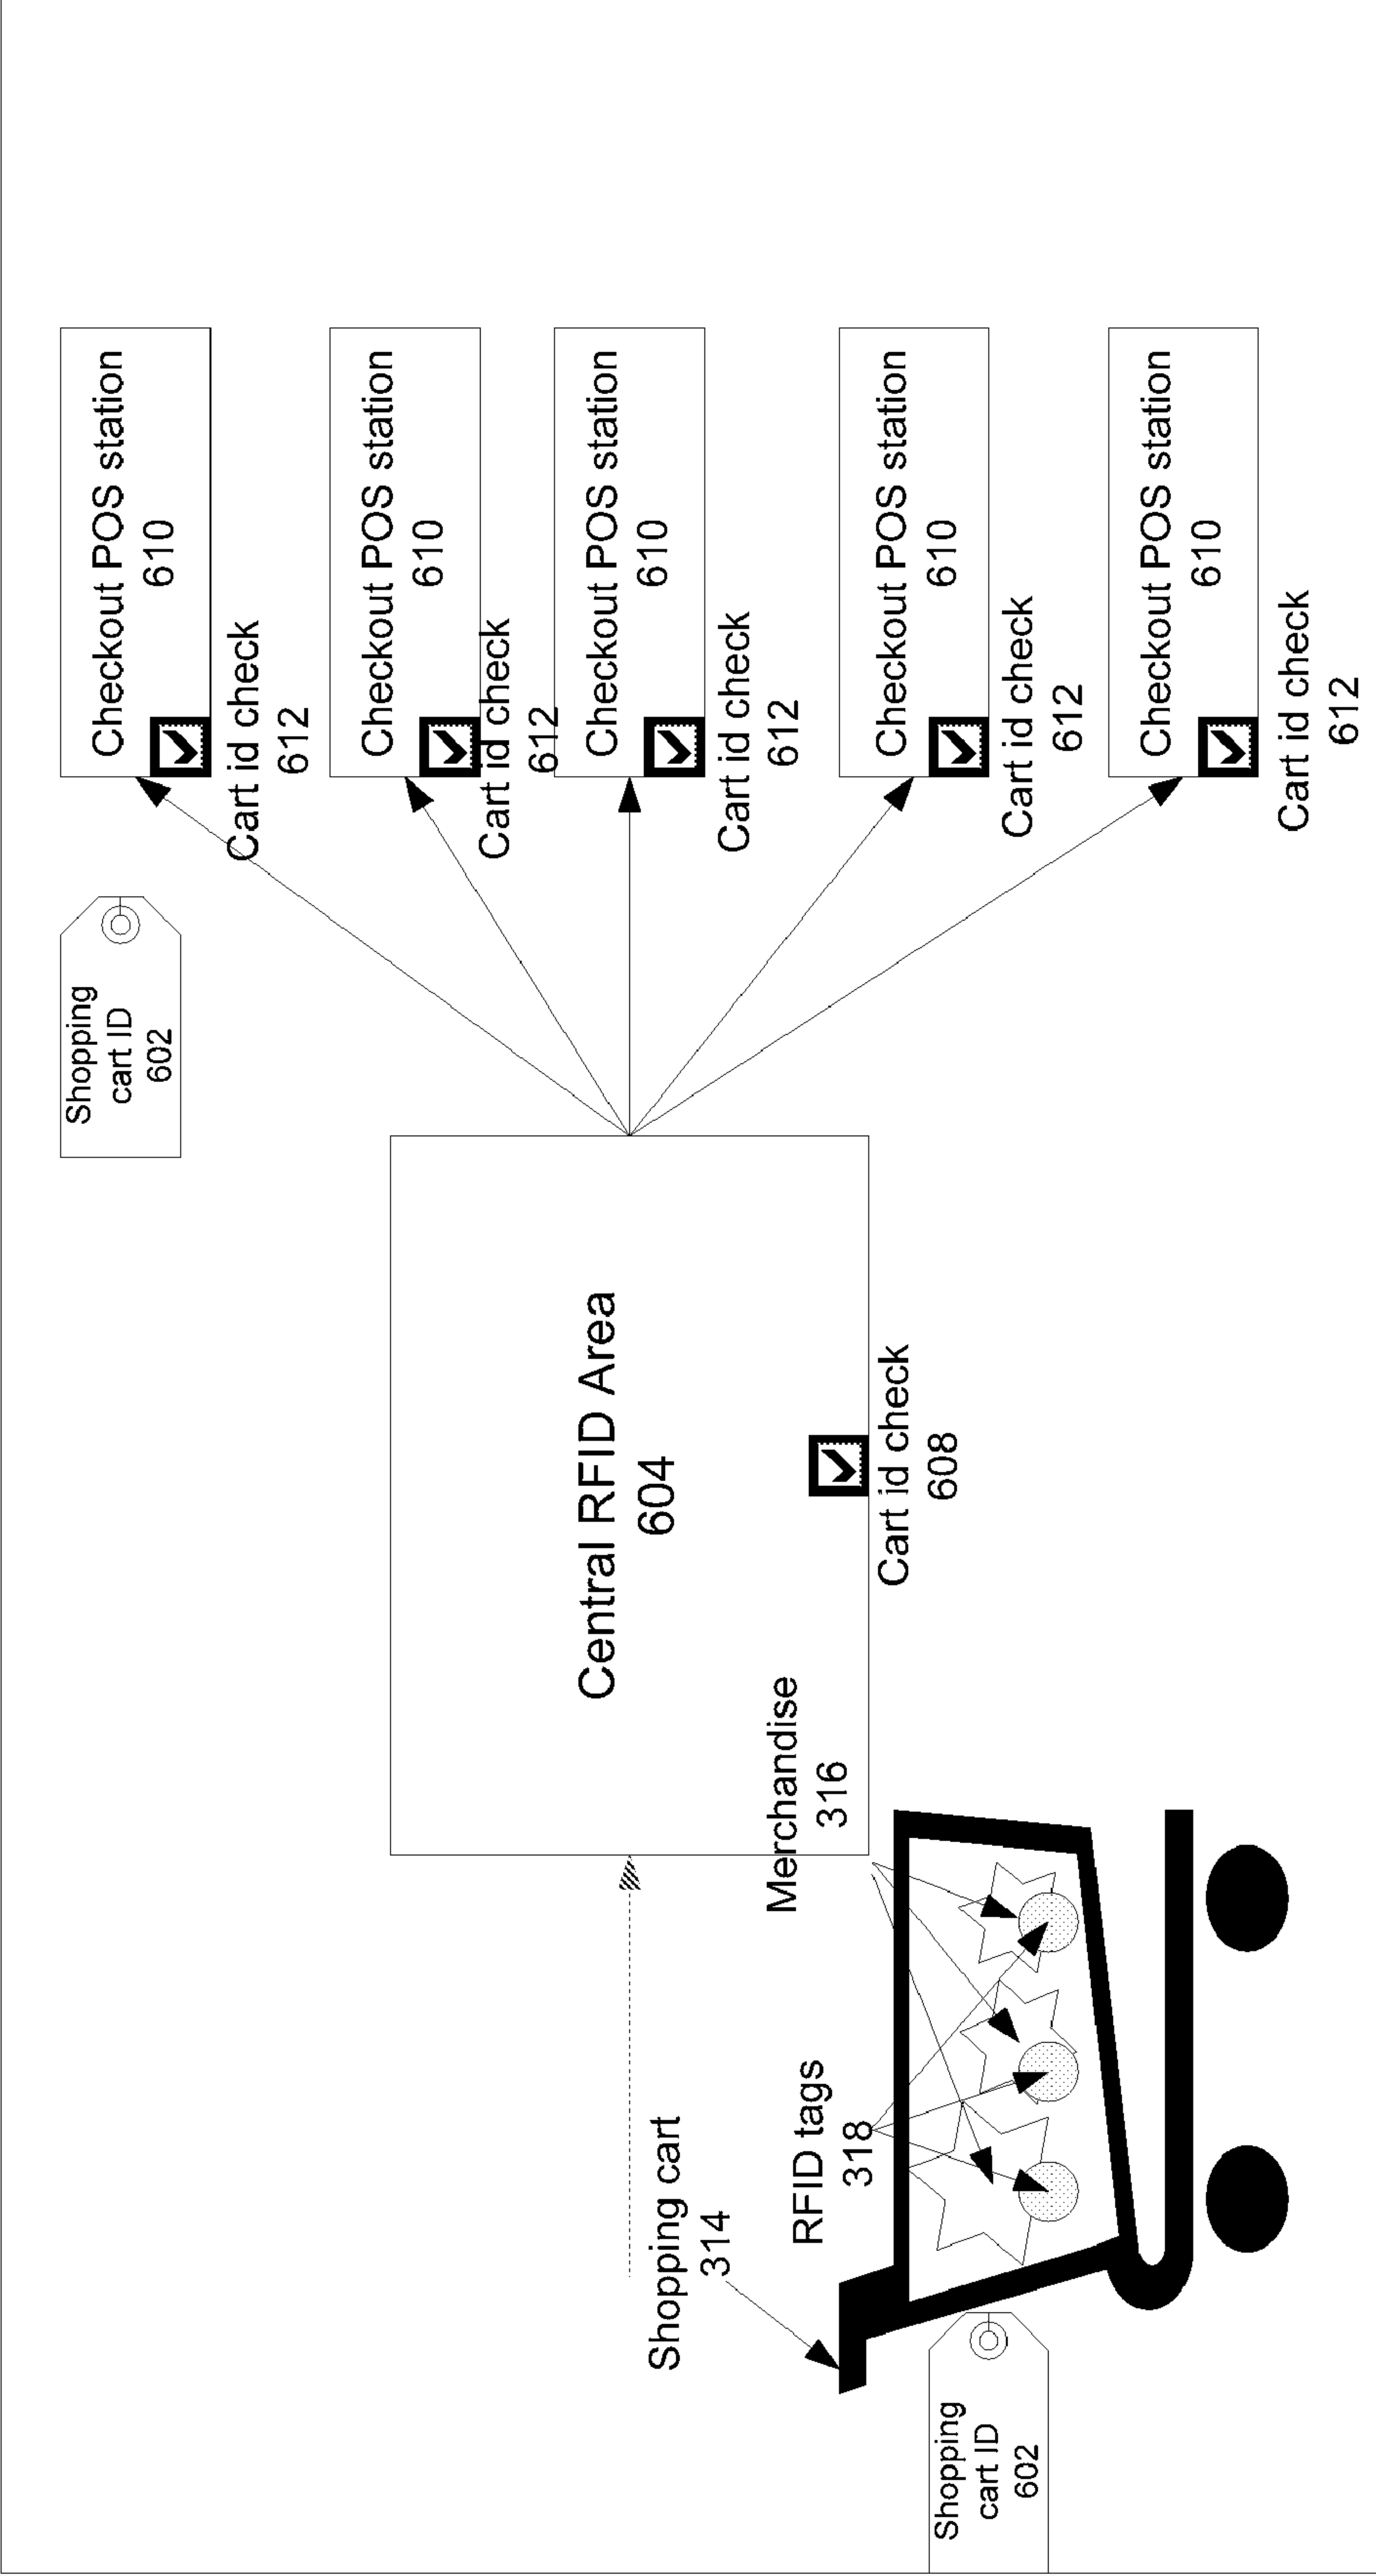 Shopping
cart ID
602
Checkout POS station
610
Cart id check
612
Checkout POS station
610
Cart id check
612
Checkout POS station
610
Cart id check
612
Checkout POS station
610
Cart id check
612
Checkout POS station
610
Cart id check
612
Central RFID Area
604
Cart id check
608
Merchandise
316
Shopping cart
314
RFID tags
318
Shopping
cart ID
602